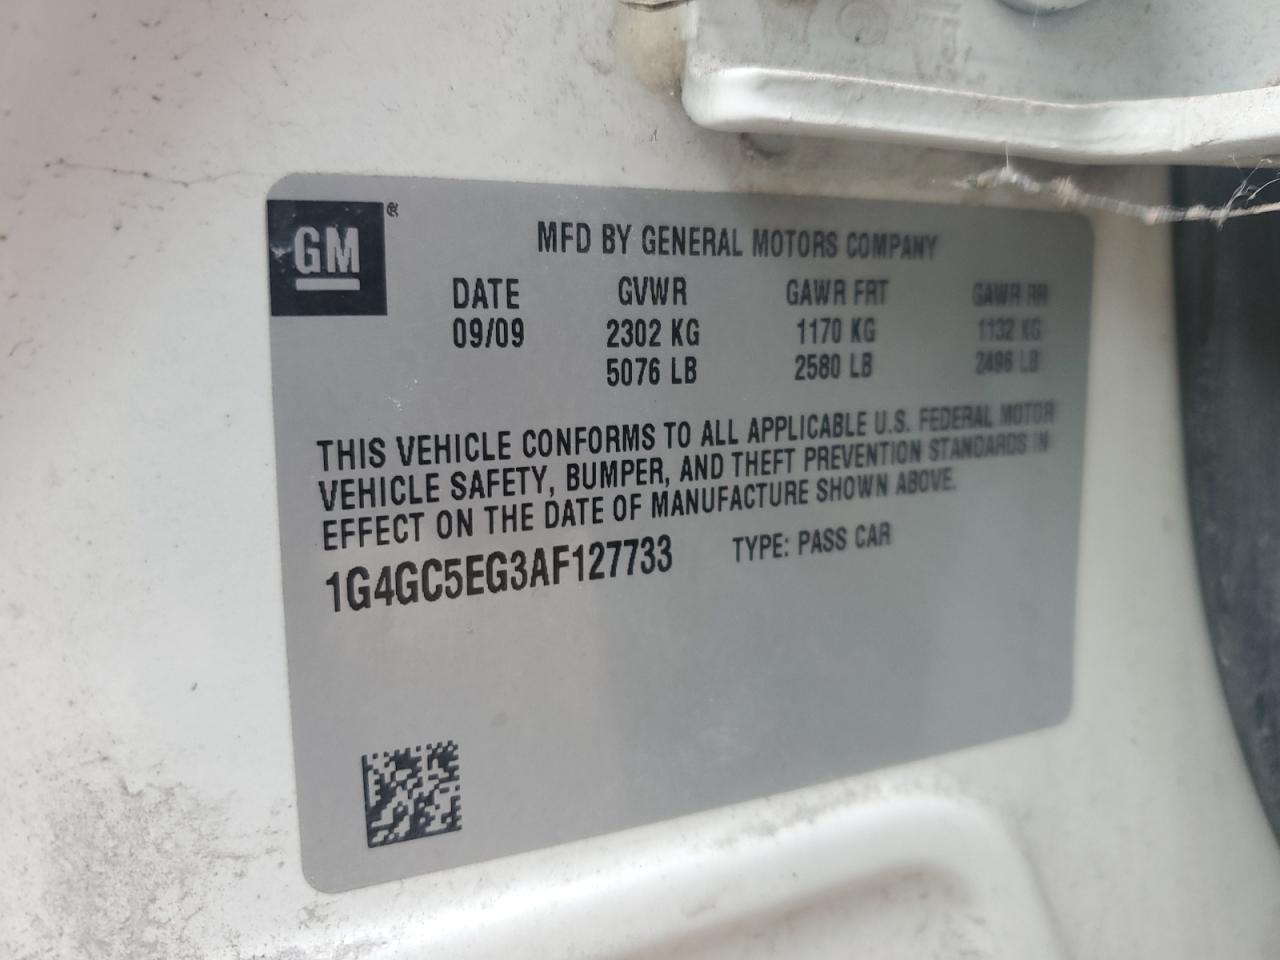 GM ®
MFD BY GENERAL MOTORS COMPANY
DATE GVWR GAWR FRT GAWR RR
09/09 2302 KG 1170 KG 1132 KG
5076 LB 2580 LB 2496 LB
THIS VEHICLE CONFORMS TO ALL APPLICABLE U.S. FEDERAL MOTOR
VEHICLE SAFETY, BUMPER, AND THEFT PREVENTION STANDARDS IN
EFFECT ON THE DATE OF MANUFACTURE SHOWN ABOVE.
1G4GC5EG3AF127733 TYPE: PASS CAR